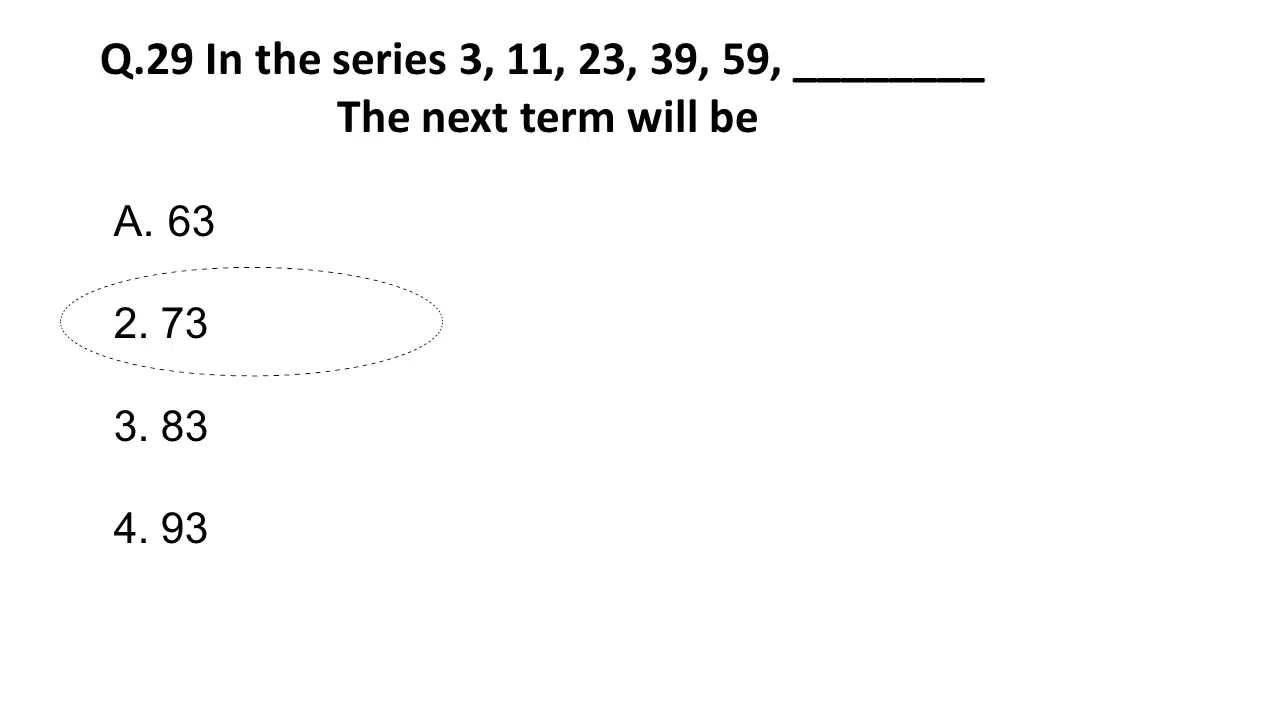 Q.29 In the series 3, 11, 23, 39, 59, ________
The next term will be
A. 63
2. 73
3. 83
4. 93